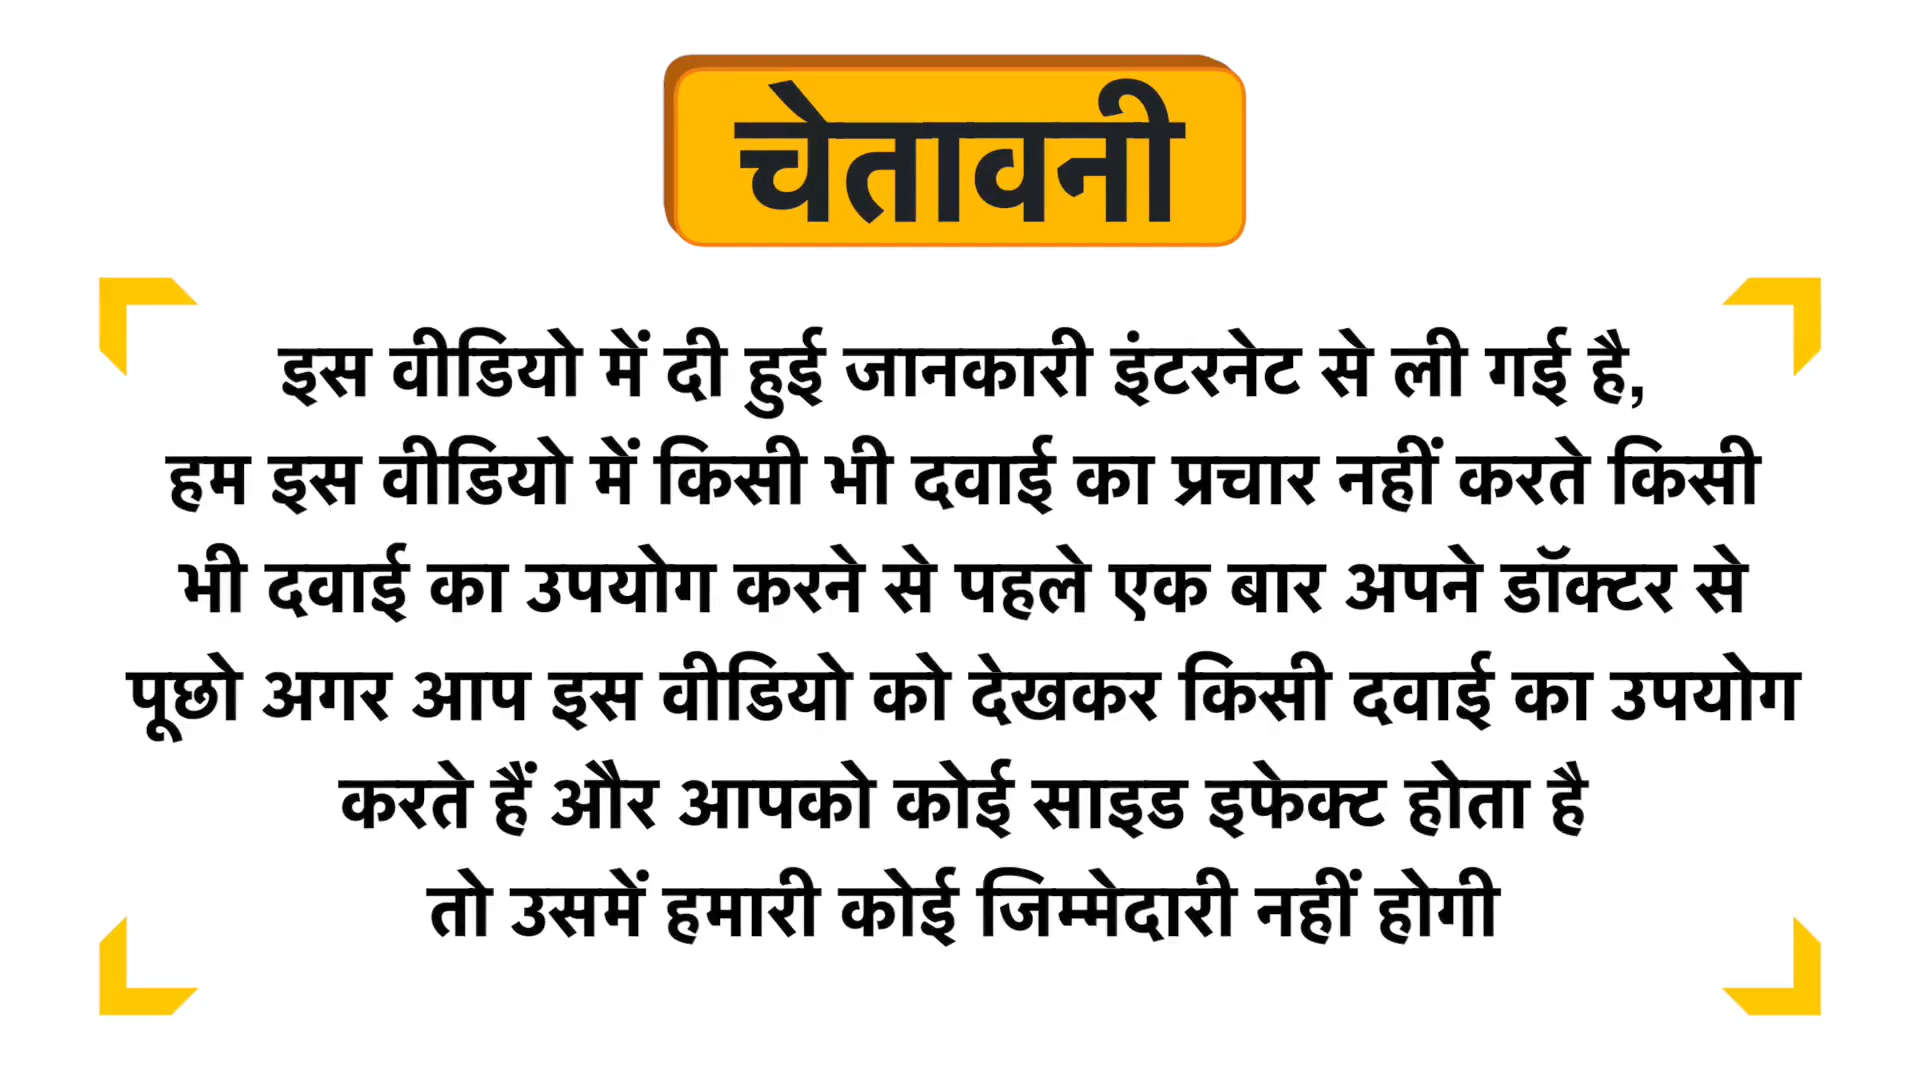 चेतावनी
इस वीडियो में दी हुई जानकारी इंटरनेट से ली गई है,
हम इस वीडियो में किसी भी दवाई का प्रचार नहीं करते किसी
भी दवाई का उपयोग करने से पहले एक बार अपने डॉक्टर से
पूछो अगर आप इस वीडियो को देखकर किसी दवाई का उपयोग
करते हैं और आपको कोई साइड इफेक्ट होता है
तो उसमें हमारी कोई जिम्मेदारी नहीं होगी